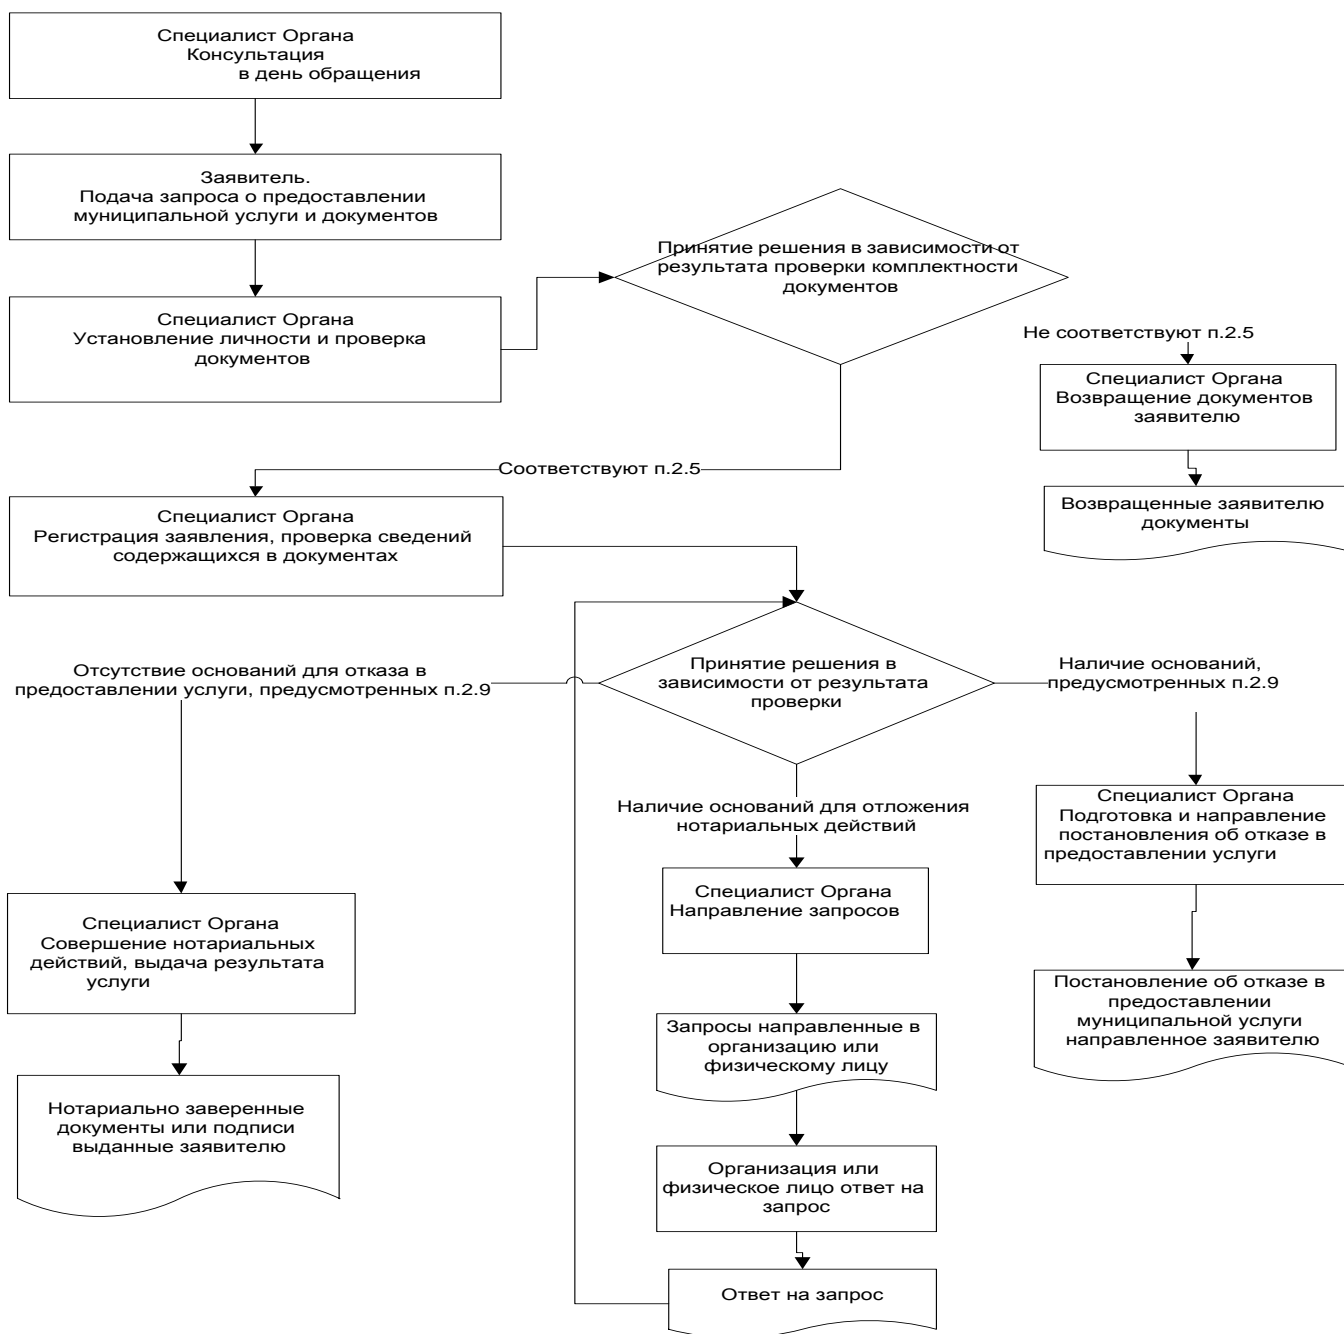 Специалист Органа
Консультация
в день обращения
Заявитель.
Подача запроса о предоставлении
муниципальной услуги и документов
Специалист Органа
Установление личности и проверка
документов
Принятие решения в зависимости от
результата проверки комплектности
документов
Не соответствуют п.2.5
Специалист Органа
Возвращение документов
заявителю
Возвращенные заявителю
документы
Соответствуют п.2.5
Специалист Органа
Регистрация заявления, проверка сведений
содержащихся в документах
Принятие решения в
зависимости от результата
проверки
Отсутствие оснований для отказа в
предоставлении услуги, предусмотренных п.2.9
Наличие оснований,
предусмотренных п.2.9
Наличие оснований для отложения
нотариальных действий
Специалист Органа
Подготовка и направление
постановления об отказе в
предоставлении услуги
Специалист Органа
Направление запросов
Специалист Органа
Совершение нотариальных
действий, выдача результата
услуги
Постановление об отказе в
предоставлении
муниципальной услуги
направленное заявителю
Запросы направленные в
организацию или
физическому лицу
Нотариально заверенные
документы или подписи
выданные заявителю
Организация или
физическое лицо ответ на
запрос
Ответ на запрос